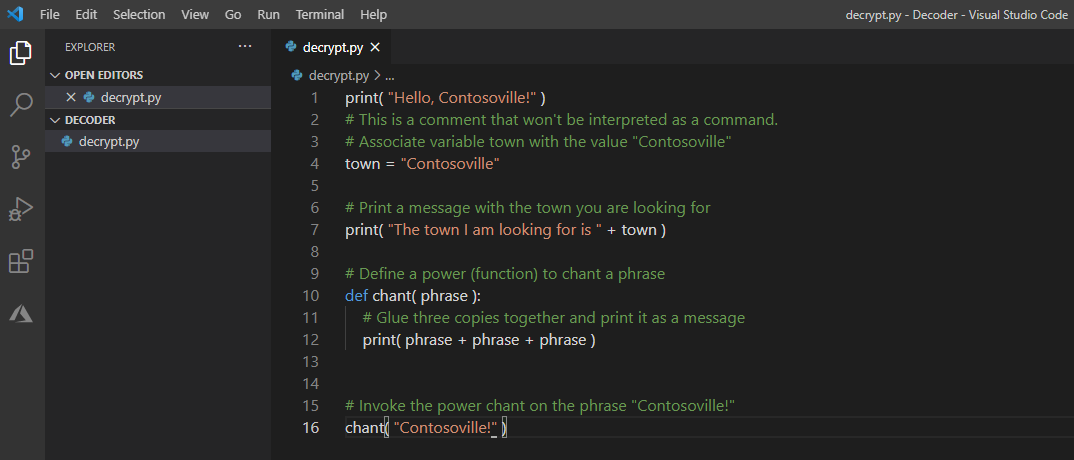 File Edit Selection View Go Run Terminal Help
decrypt.py - Decoder - Visual Studio Code
EXPLORER ...
OPEN EDITORS
decrypt.py
DECODER
decrypt.py
decrypt.py
decrypt.py > ...
1 print( "Hello, Contosoville!" )
2 # This is a comment that won't be interpreted as a command.
3 # Associate variable town with the value "Contosoville"
4 town = "Contosoville"
5
6 # Print a message with the town you are looking for
7 print( "The town I am looking for is " + town )
8
9 # Define a power (function) to chant a phrase
10 def chant( phrase ):
11     # Glue three copies together and print it as a message
12     print( phrase + phrase + phrase )
13
14
15 # Invoke the power chant on the phrase "Contosoville!"
16 chant( "Contosoville!" )